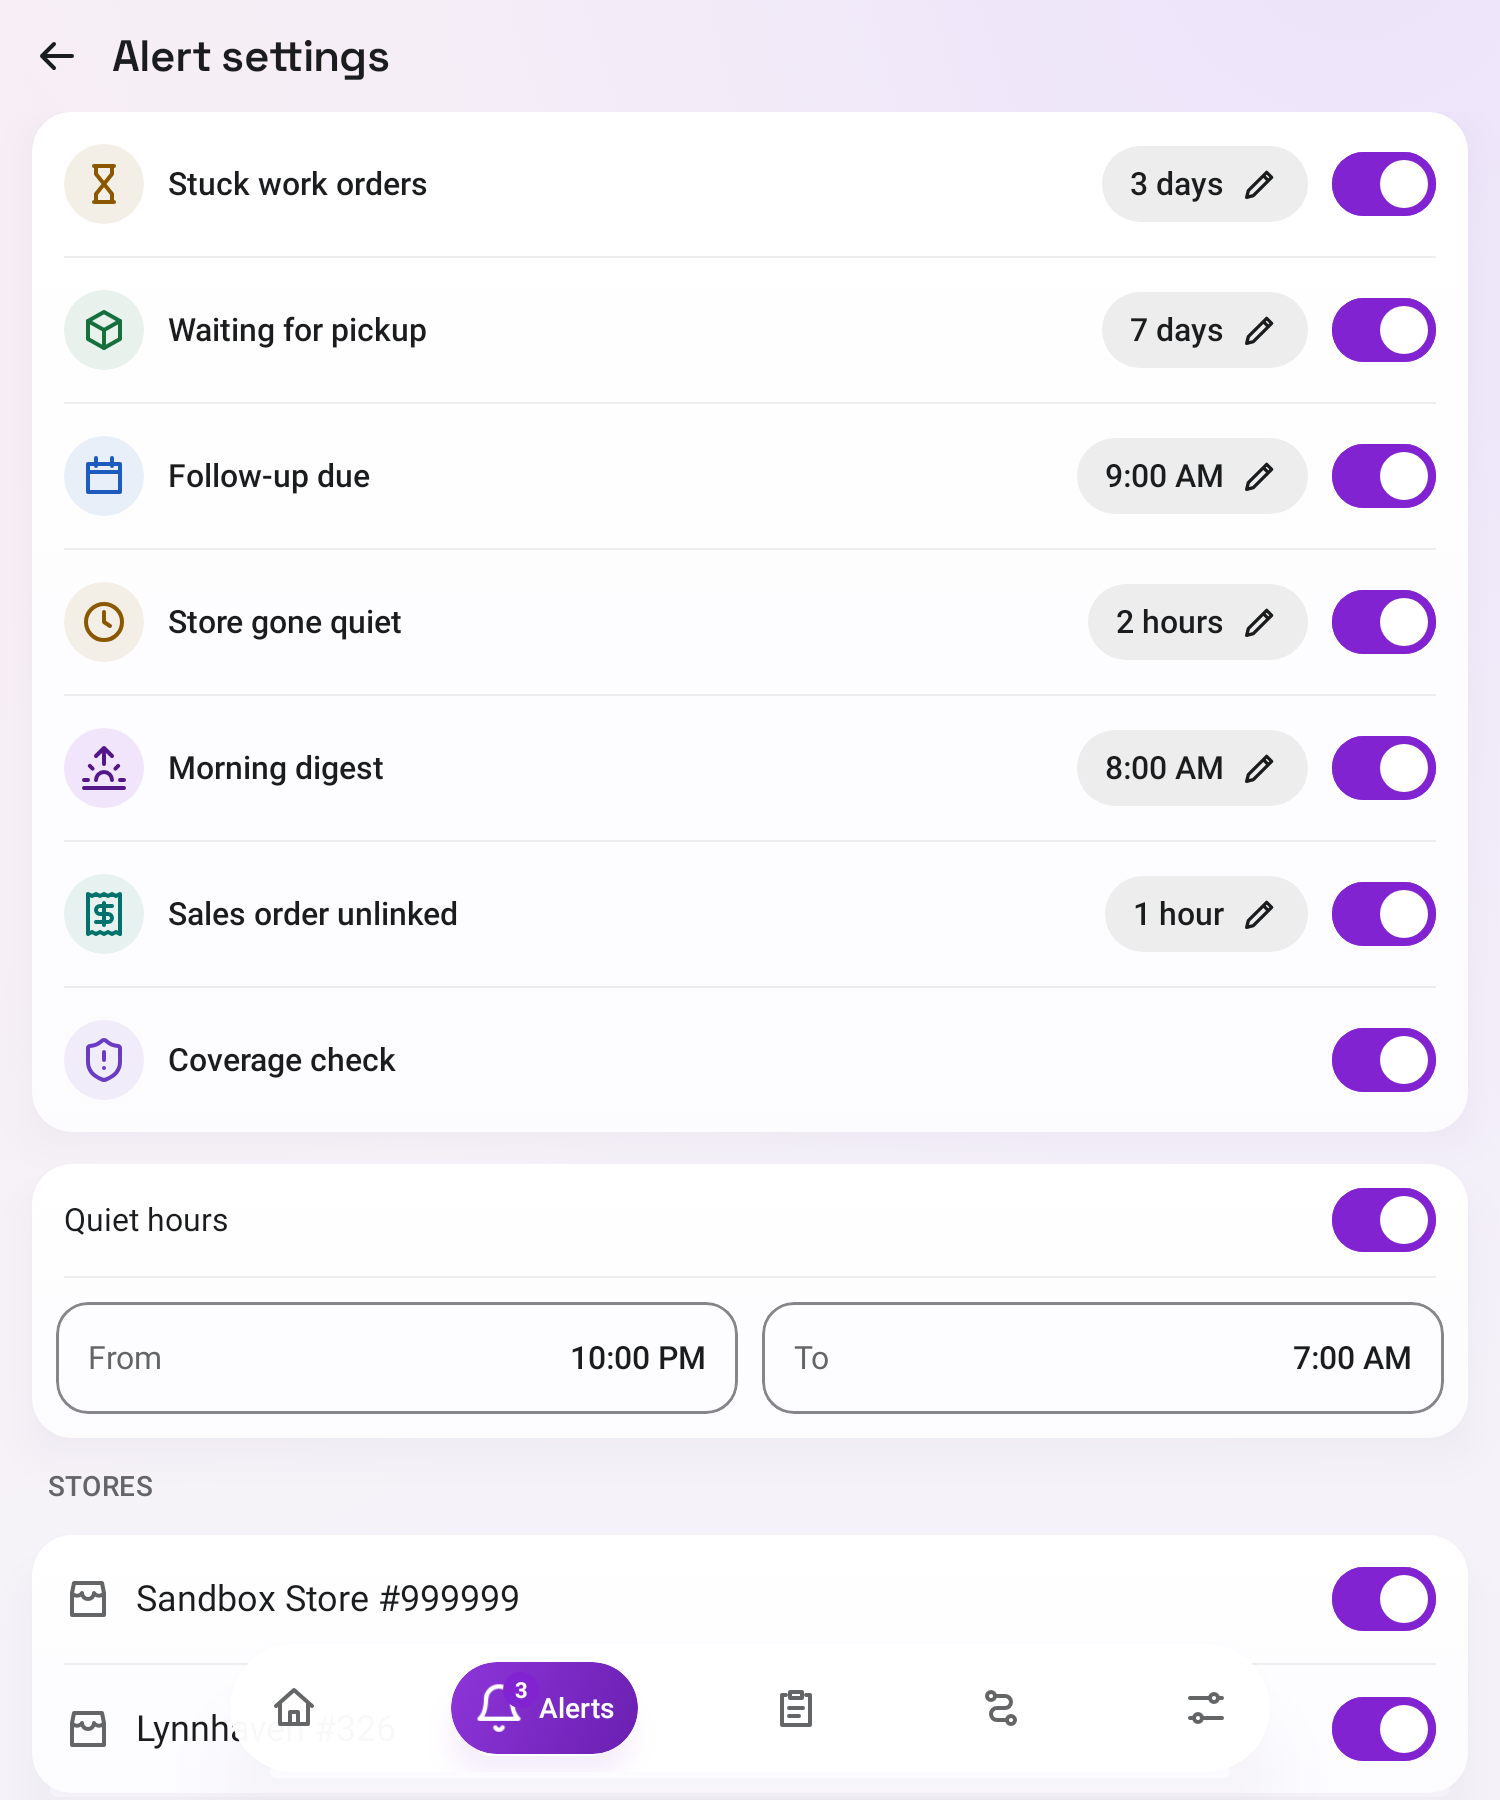 Alert settings
Stuck work orders 3 days
Waiting for pickup 7 days
Follow-up due 9:00 AM
Store gone quiet 2 hours
Morning digest 8:00 AM
Sales order unlinked 1 hour
Coverage check
Quiet hours
From 10:00 PM To 7:00 AM
STORES
Sandbox Store #999999
Lynnhaven #326
3 Alerts